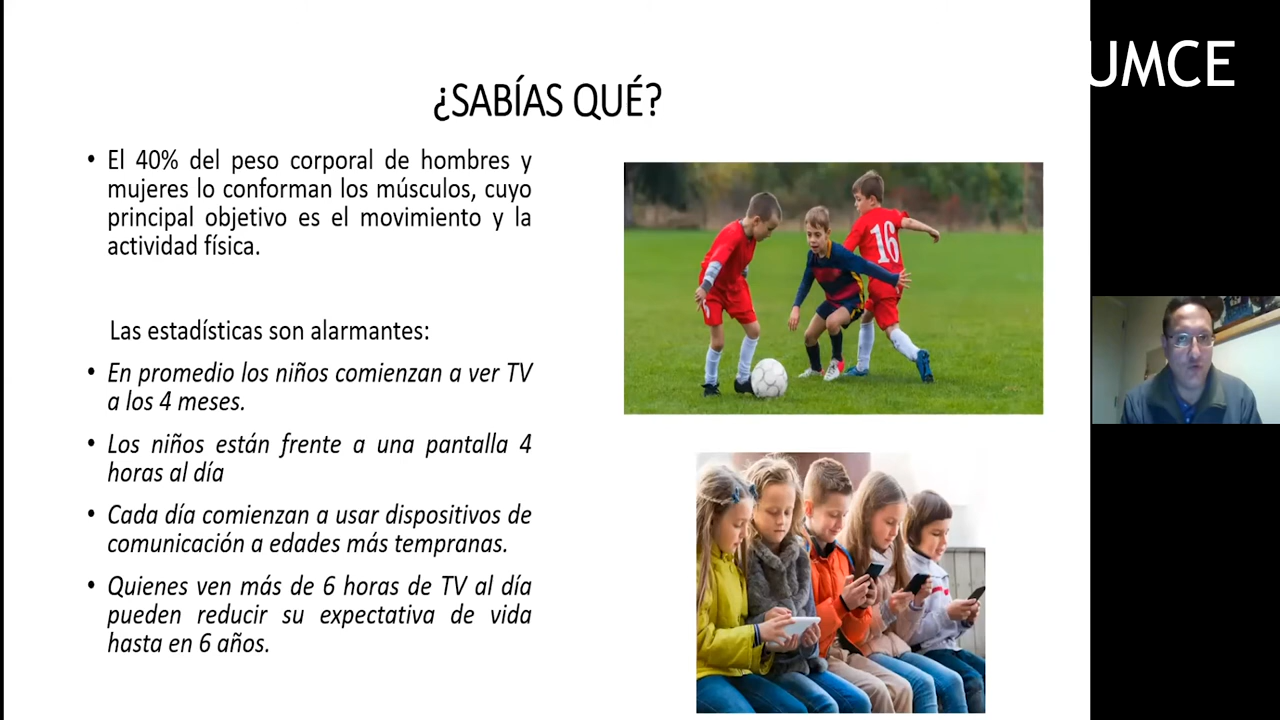 UMCE
¿SABÍAS QUÉ?
• El 40% del peso corporal de hombres y
mujeres lo conforman los músculos, cuyo
principal objetivo es el movimiento y la
actividad física.
Las estadísticas son alarmantes:
• En promedio los niños comienzan a ver TV
a los 4 meses.
• Los niños están frente a una pantalla 4
horas al día
• Cada día comienzan a usar dispositivos de
comunicación a edades más tempranas.
• Quienes ven más de 6 horas de TV al día
pueden reducir su expectativa de vida
hasta en 6 años.
16